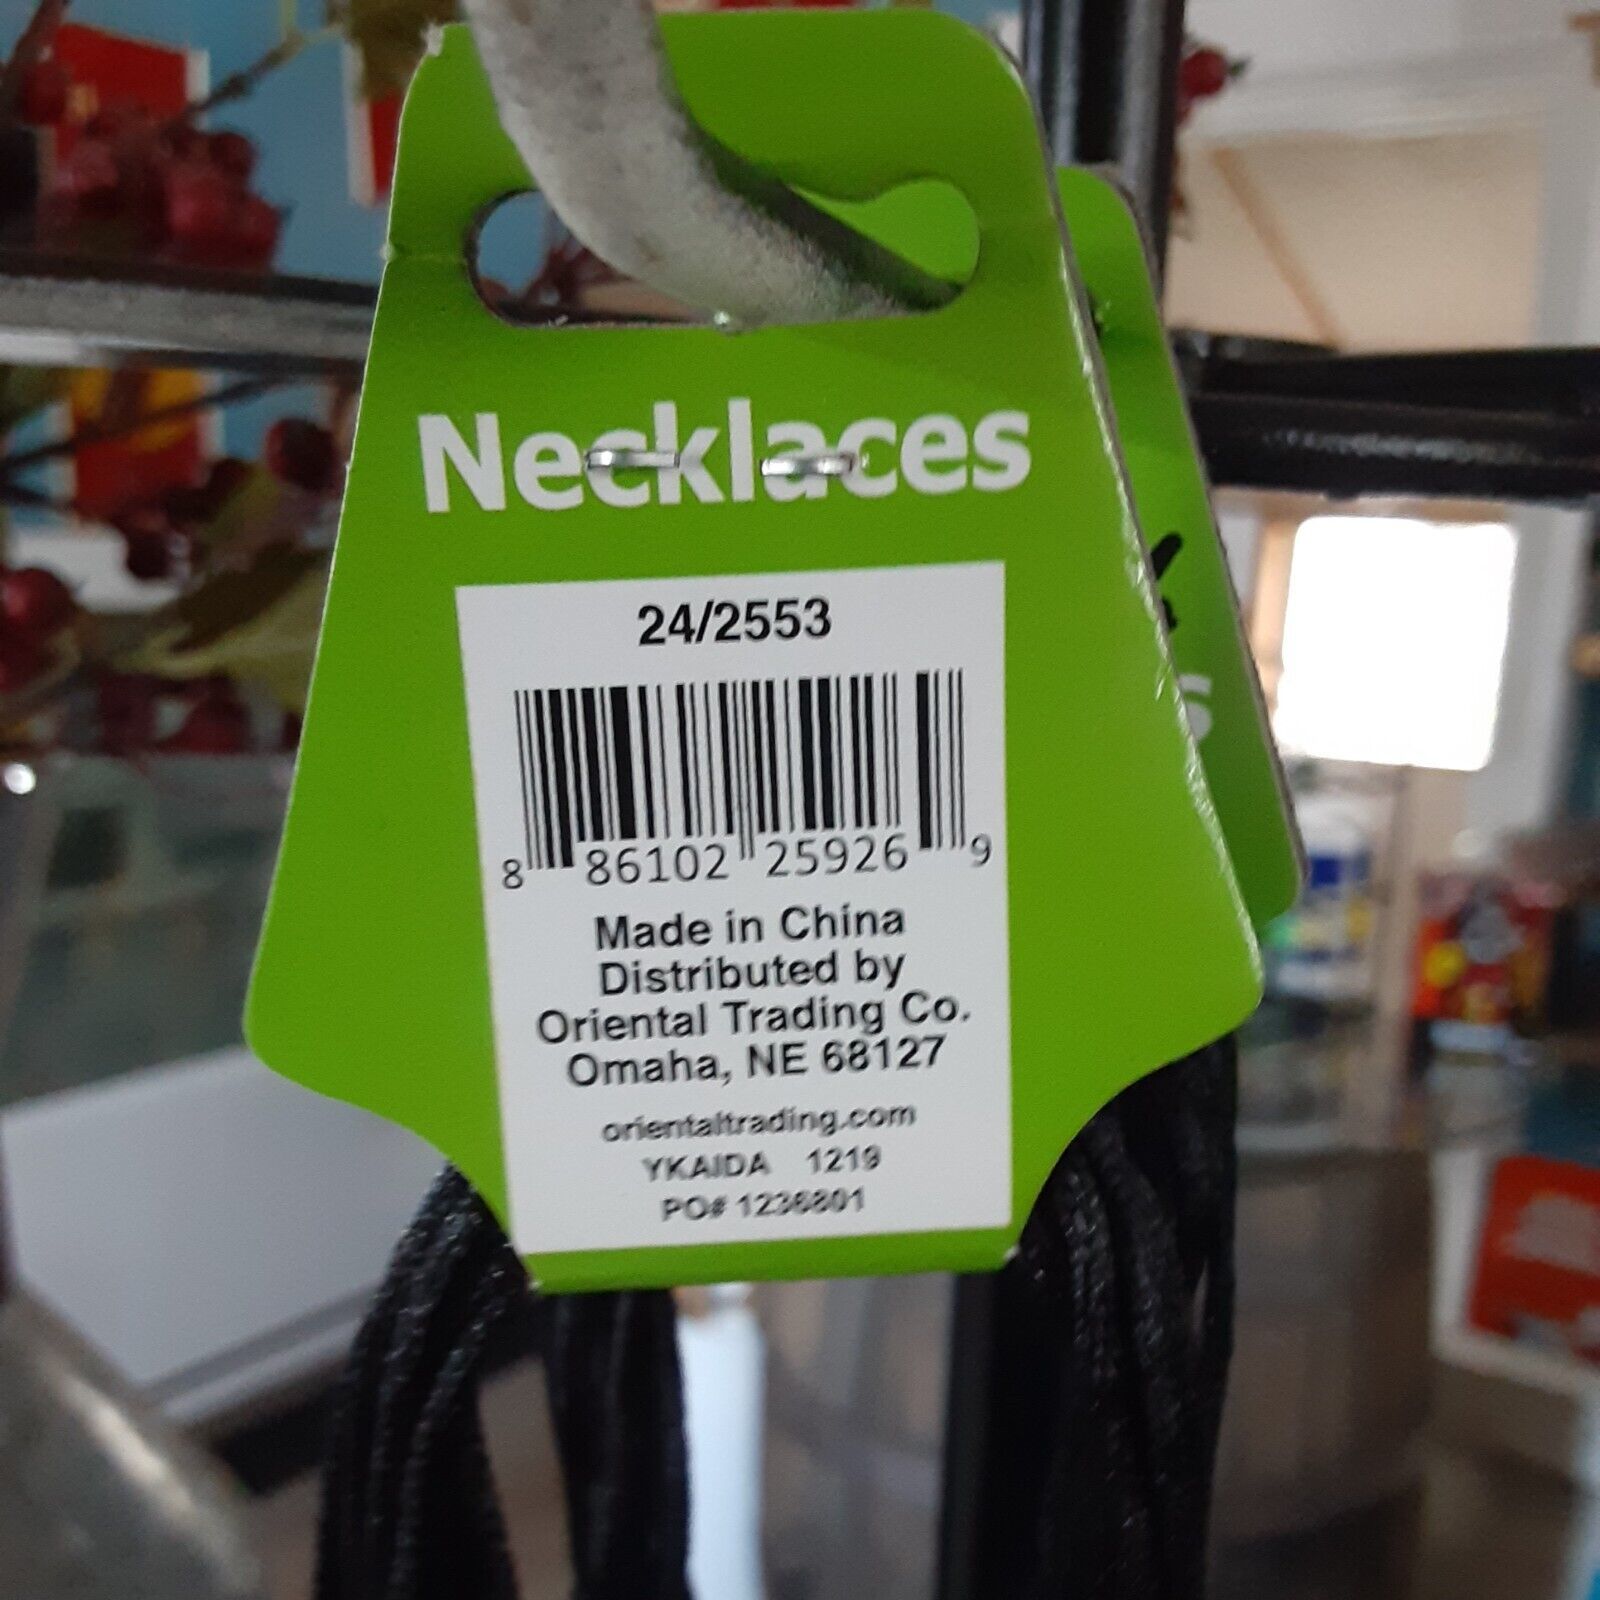 Necklaces
24/2553
8 86102 25926 9
Made in China
Distributed by
Oriental Trading Co.
Omaha, NE 68127
orientaltrading.com
YKAIDA 1219
PO# 1236801
s